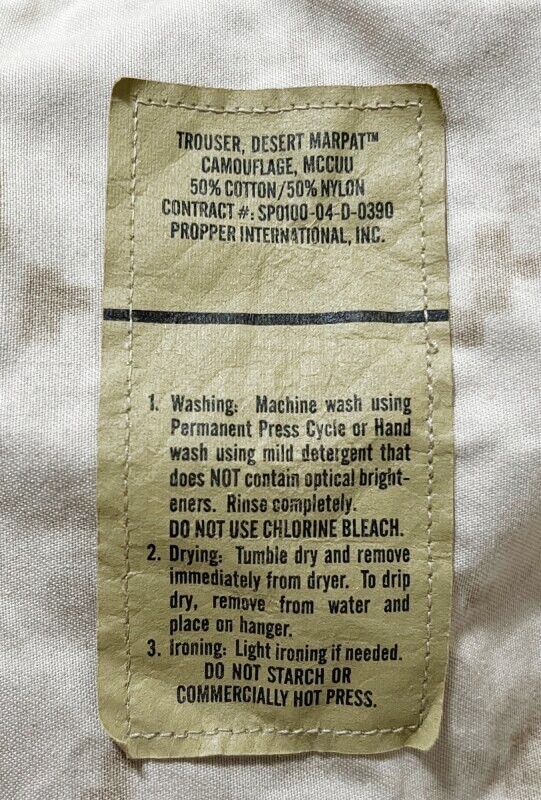 TROUSER, DESERT MARPAT™
CAMOUFLAGE, MCCUU
50% COTTON/50% NYLON
CONTRACT #: SPO100-04-D-0390
PROPPER INTERNATIONAL, INC.
1. Washing: Machine wash using
Permanent Press Cycle or Hand
wash using mild detergent that
does NOT contain optical bright-
eners. Rinse completely.
DO NOT USE CHLORINE BLEACH.
2. Drying: Tumble dry and remove
immediately from dryer. To drip
dry, remove from water and
place on hanger.
3. Ironing: Light ironing if needed.
DO NOT STARCH OR
COMMERCIALLY HOT PRESS.